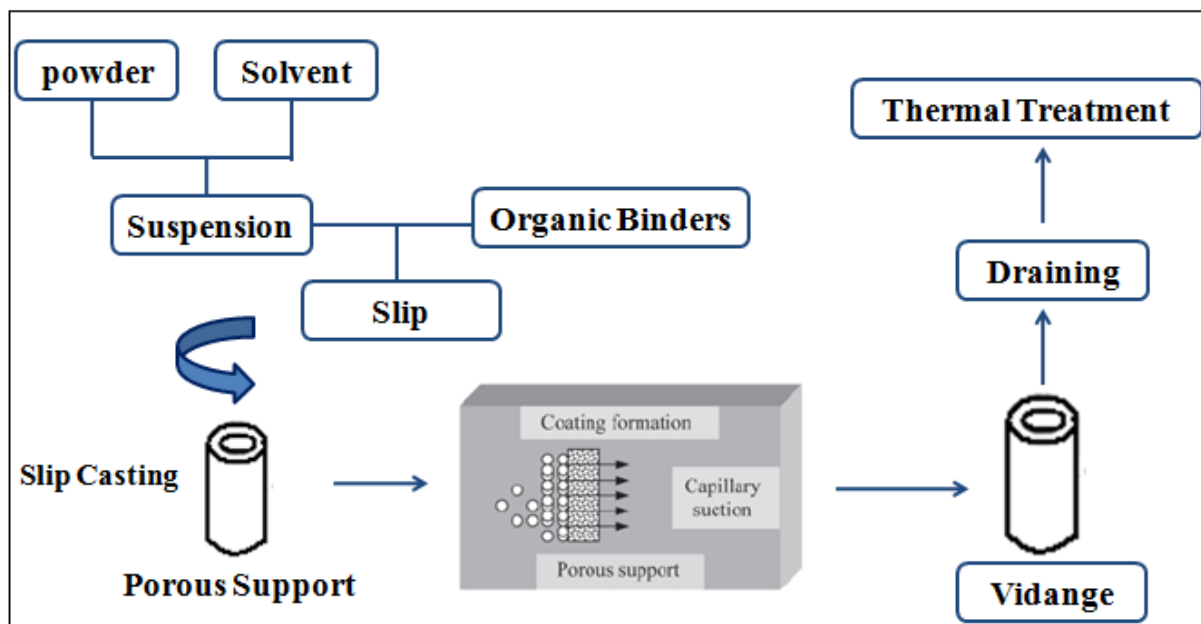 powder
Solvent
Thermal Treatment
Suspension
Organic Binders
Draining
Slip
Coating formation
Slip Casting
Capillary
suction
Porous support
Porous Support
Vidange